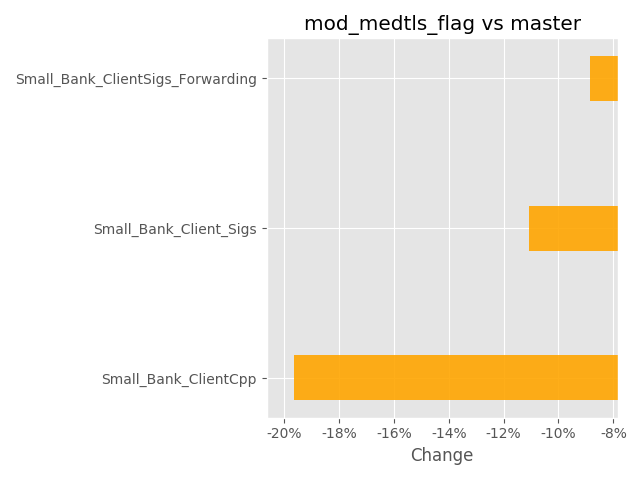 mod_medtls_flag vs master
Small_Bank_ClientSigs_Forwarding
Small_Bank_Client_Sigs
Small_Bank_ClientCpp
-20% -18% -16% -14% -12% -10% -8%
Change